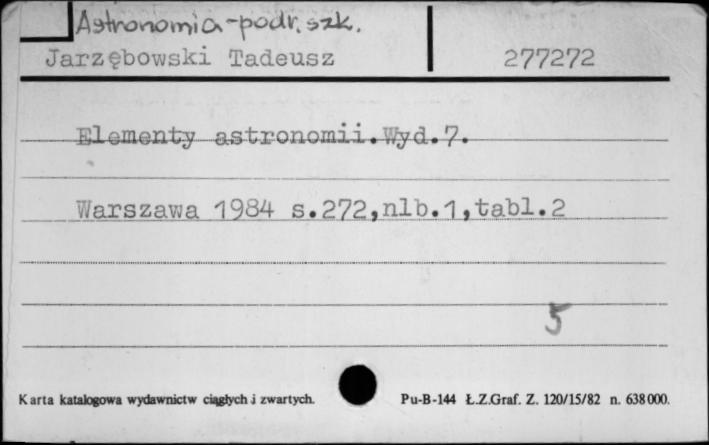 Astronomia-podr. szk.
Jarzębowski Tadeusz 277272
Elementy astronomii.Wyd.7.
Warszawa 1984 s.272,nlb.1,tabl.2
5
Karta katalogowa wydawnictw ciągłych i zwartych. Pu-B-144 Ł.Z.Graf. Z. 120/15/82 n. 638000.